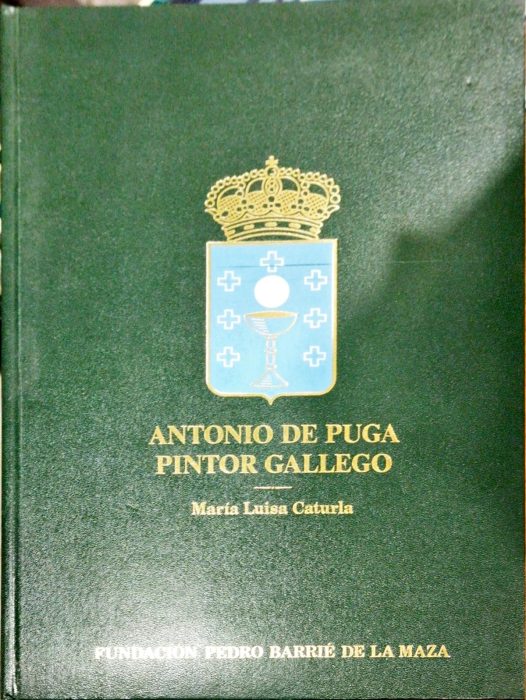 ANTONIO DE PUGA
PINTOR GALLEGO
María Luisa Caturla
FUNDACIÓN PEDRO BARRIÉ DE LA MAZA